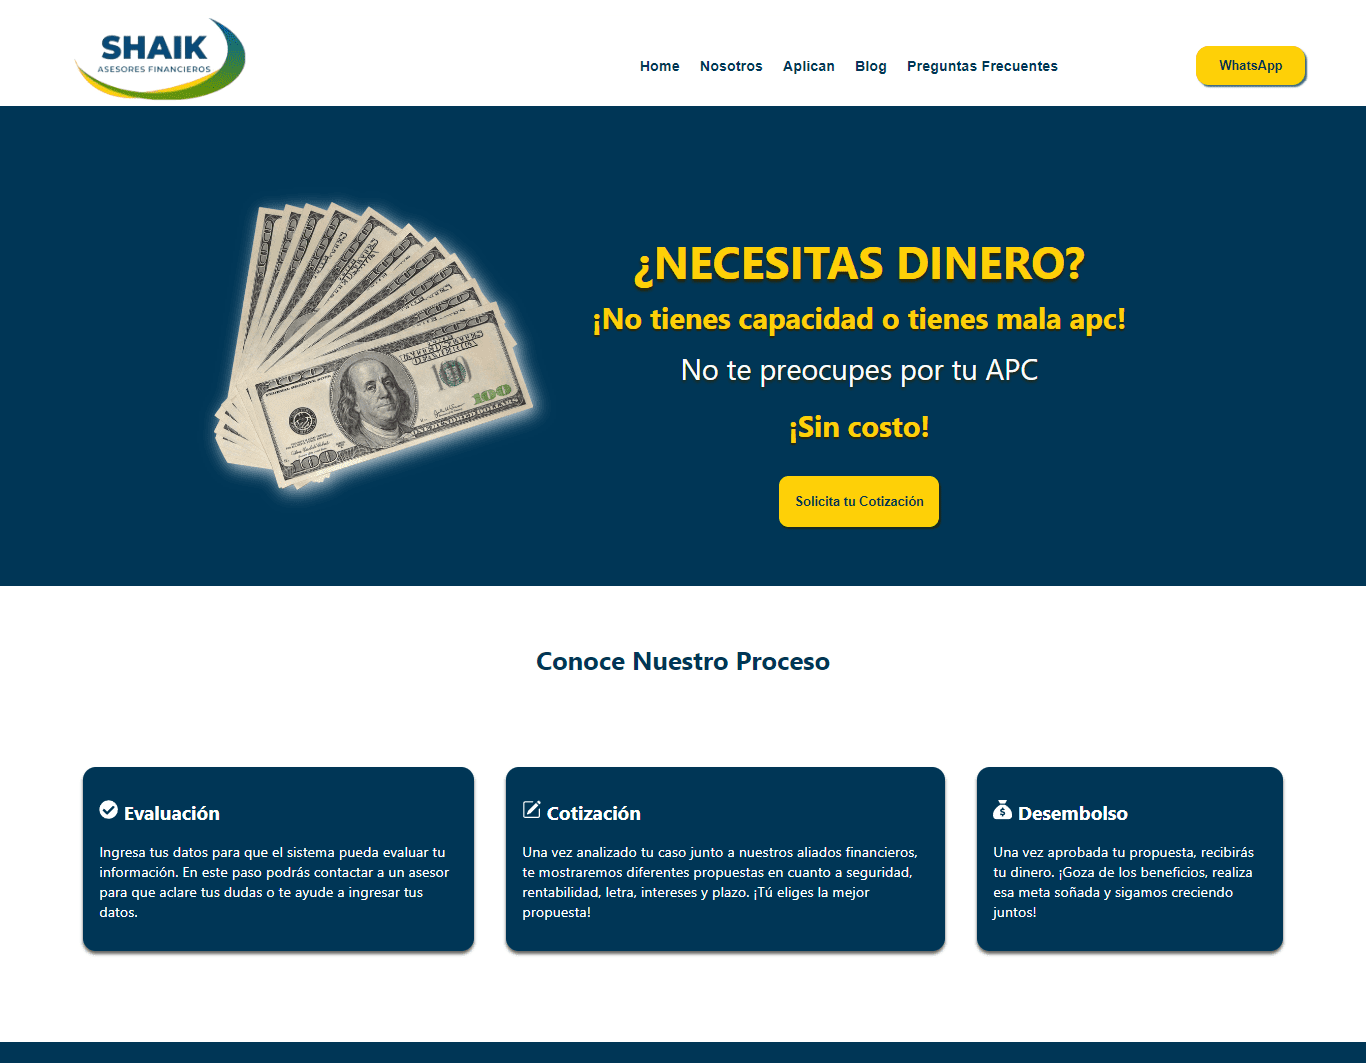 SHAIK
ASESORES FINANCIEROS
Home Nosotros Aplican Blog Preguntas Frecuentes
WhatsApp
¿NECESITAS DINERO?
¡No tienes capacidad o tienes mala apc!
No te preocupes por tu APC
¡Sin costo!
Solicita tu Cotización
100
ONE HUNDRED DOLLARS
100
Conoce Nuestro Proceso
Evaluación
Ingresa tus datos para que el sistema pueda evaluar tu
información. En este paso podrás contactar a un asesor
para que aclare tus dudas o te ayude a ingresar tus
datos.
Cotización
Una vez analizado tu caso junto a nuestros aliados financieros,
te mostraremos diferentes propuestas en cuanto a seguridad,
rentabilidad, letra, intereses y plazo. ¡Tú eliges la mejor
propuesta!
Desembolso
Una vez aprobada tu propuesta, recibirás
tu dinero. ¡Goza de los beneficios, realiza
esa meta soñada y sigamos creciendo
juntos!